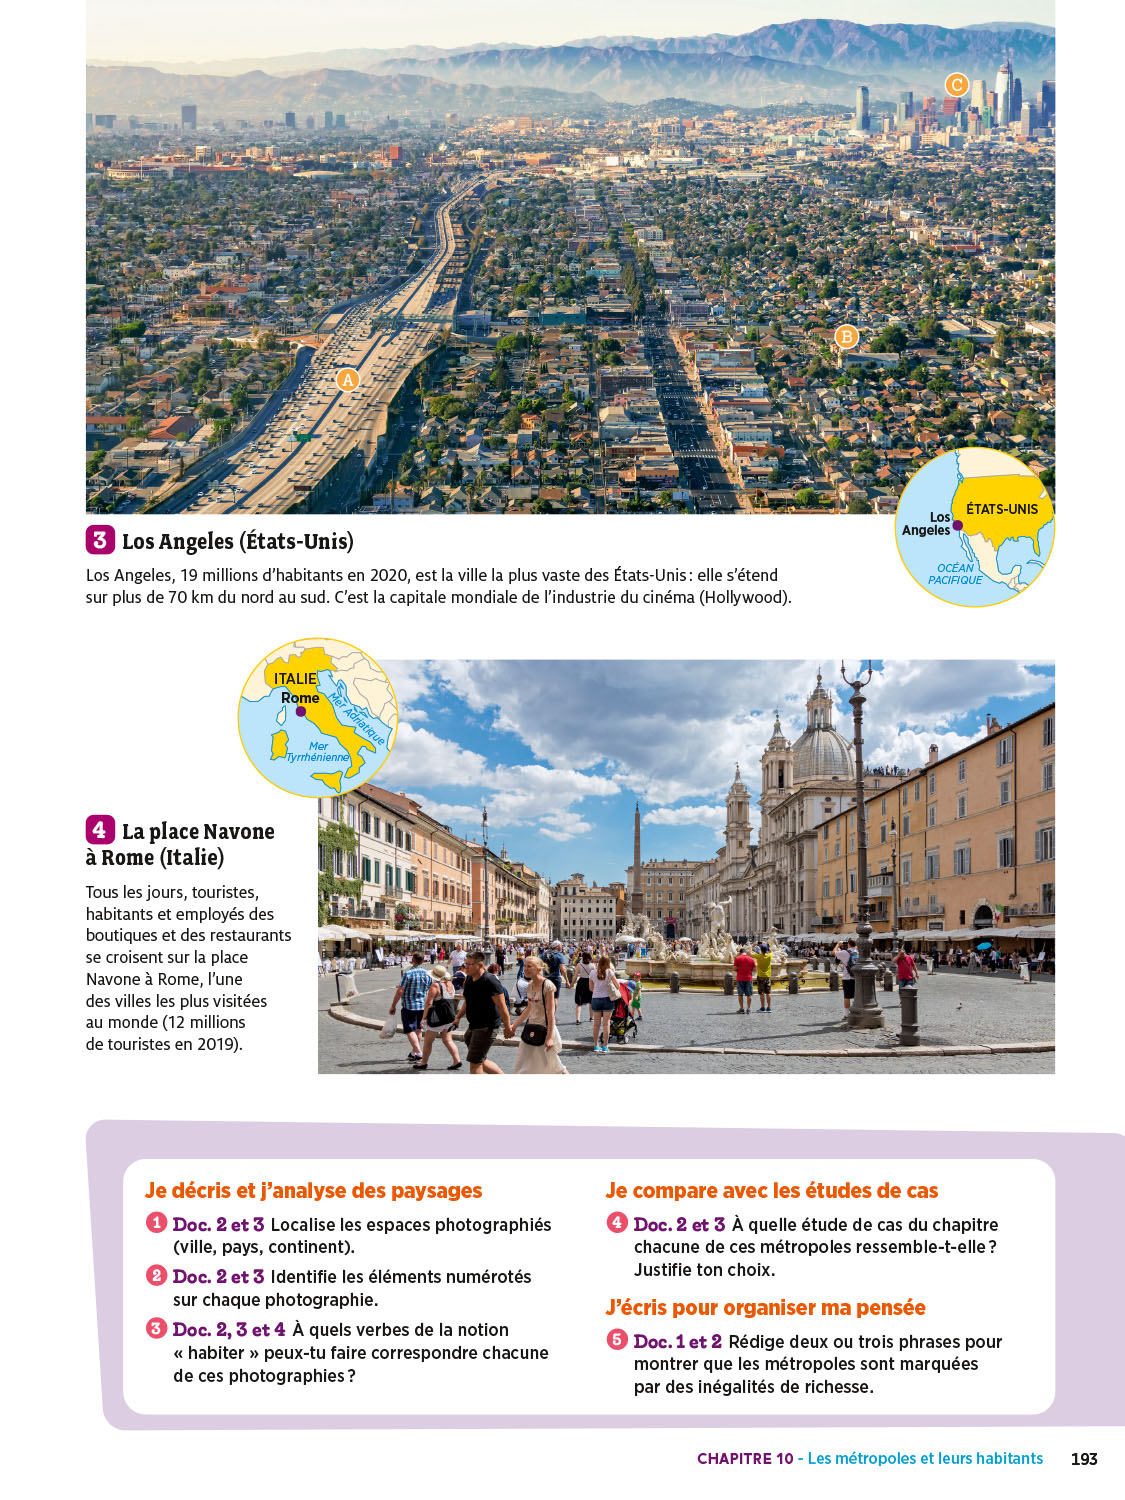 C
B
A
Los
Angeles
ÉTATS-UNIS
OCÉAN
PACIFIQUE
3 Los Angeles (États-Unis)
Los Angeles, 19 millions d’habitants en 2020, est la ville la plus vaste des États-Unis : elle s’étend
sur plus de 70 km du nord au sud. C’est la capitale mondiale de l’industrie du cinéma (Hollywood).
ITALIE
Rome
Mer Adriatique
Mer
Tyrrhénienne
4 La place Navone
à Rome (Italie)
Tous les jours, touristes,
habitants et employés des
boutiques et des restaurants
se croisent sur la place
Navone à Rome, l’une
des villes les plus visitées
au monde (12 millions
de touristes en 2019).
Je décris et j’analyse des paysages
1 Doc. 2 et 3 Localise les espaces photographiés
(ville, pays, continent).
2 Doc. 2 et 3 Identifie les éléments numérotés
sur chaque photographie.
3 Doc. 2, 3 et 4 À quels verbes de la notion
« habiter » peux-tu faire correspondre chacune
de ces photographies ?
Je compare avec les études de cas
4 Doc. 2 et 3 À quelle étude de cas du chapitre
chacune de ces métropoles ressemble-t-elle ?
Justifie ton choix.
J’écris pour organiser ma pensée
5 Doc. 1 et 2 Rédige deux ou trois phrases pour
montrer que les métropoles sont marquées
par des inégalités de richesse.
CHAPITRE 10 - Les métropoles et leurs habitants 193